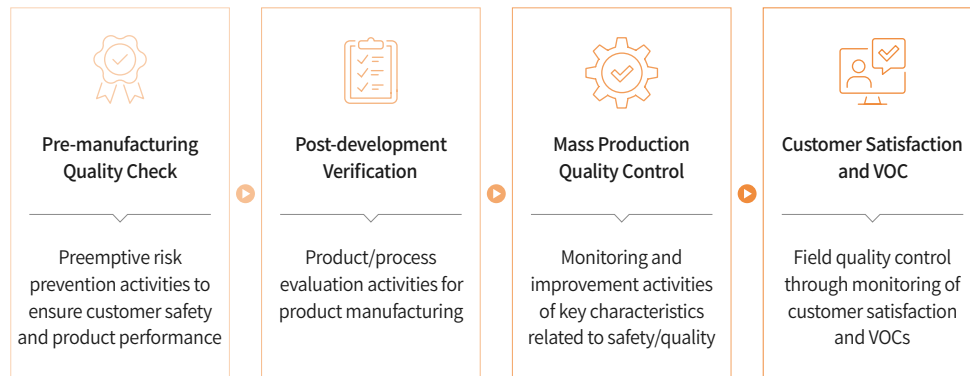 Pre-manufacturing
Quality Check
Preemptive risk
prevention activities to
ensure customer safety
and product performance
Post-development
Verification
Product/process
evaluation activities for
product manufacturing
Mass Production
Quality Control
Monitoring and
improvement activities
of key characteristics
related to safety/quality
Customer Satisfaction
and VOC
Field quality control
through monitoring of
customer satisfaction
and VOCs